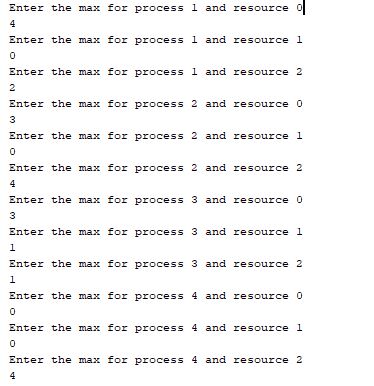 Enter the max for process 1 and resource 0
4
Enter the max for process 1 and resource 1
0
Enter the max for process 1 and resource 2
2
Enter the max for process 2 and resource 0
3
Enter the max for process 2 and resource 1
0
Enter the max for process 2 and resource 2
4
Enter the max for process 3 and resource 0
3
Enter the max for process 3 and resource 1
1
Enter the max for process 3 and resource 2
1
Enter the max for process 4 and resource 0
0
Enter the max for process 4 and resource 1
0
Enter the max for process 4 and resource 2
4